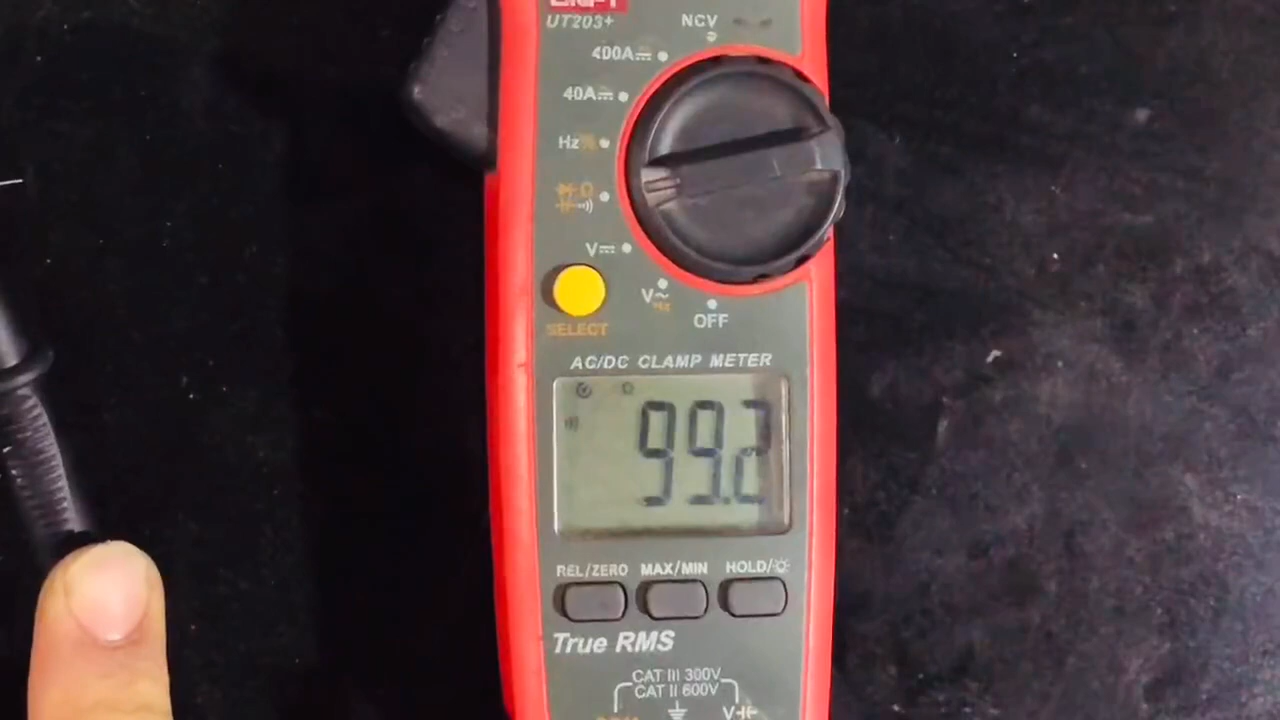 UT203+
NCV
400A
40A
Hz%
Ω
V
V~
Hz
OFF
SELECT
AC/DC CLAMP METER
99.2
REL/ZERO MAX/MIN HOLD/
True RMS
CAT III 300V
CAT II 600V
V